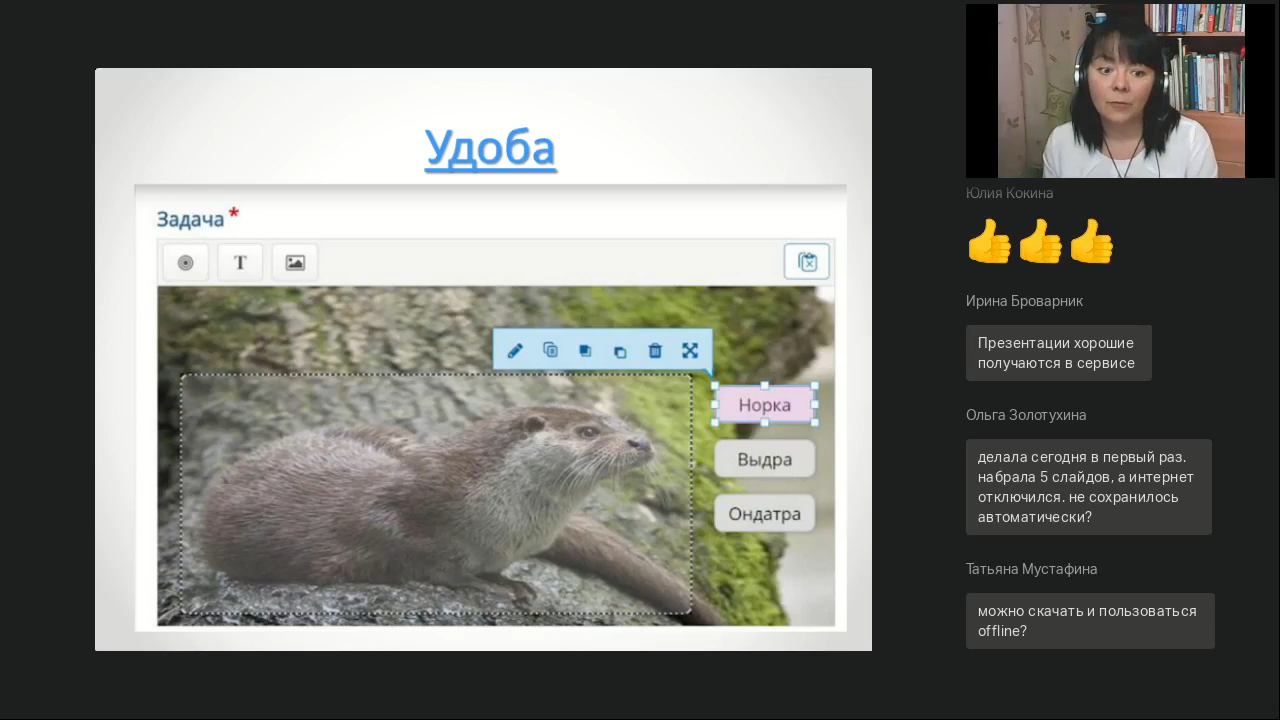 Удоба
Задача *
T
Норка
Выдра
Ондатра
Юлия Кокина
Ирина Броварник
Презентации хорошие
получаются в сервисе
Ольга Золотухина
делала сегодня в первый раз.
набрала 5 слайдов, а интернет
отключился. не сохранилось
автоматически?
Татьяна Мустафина
можно скачать и пользоваться
offline?